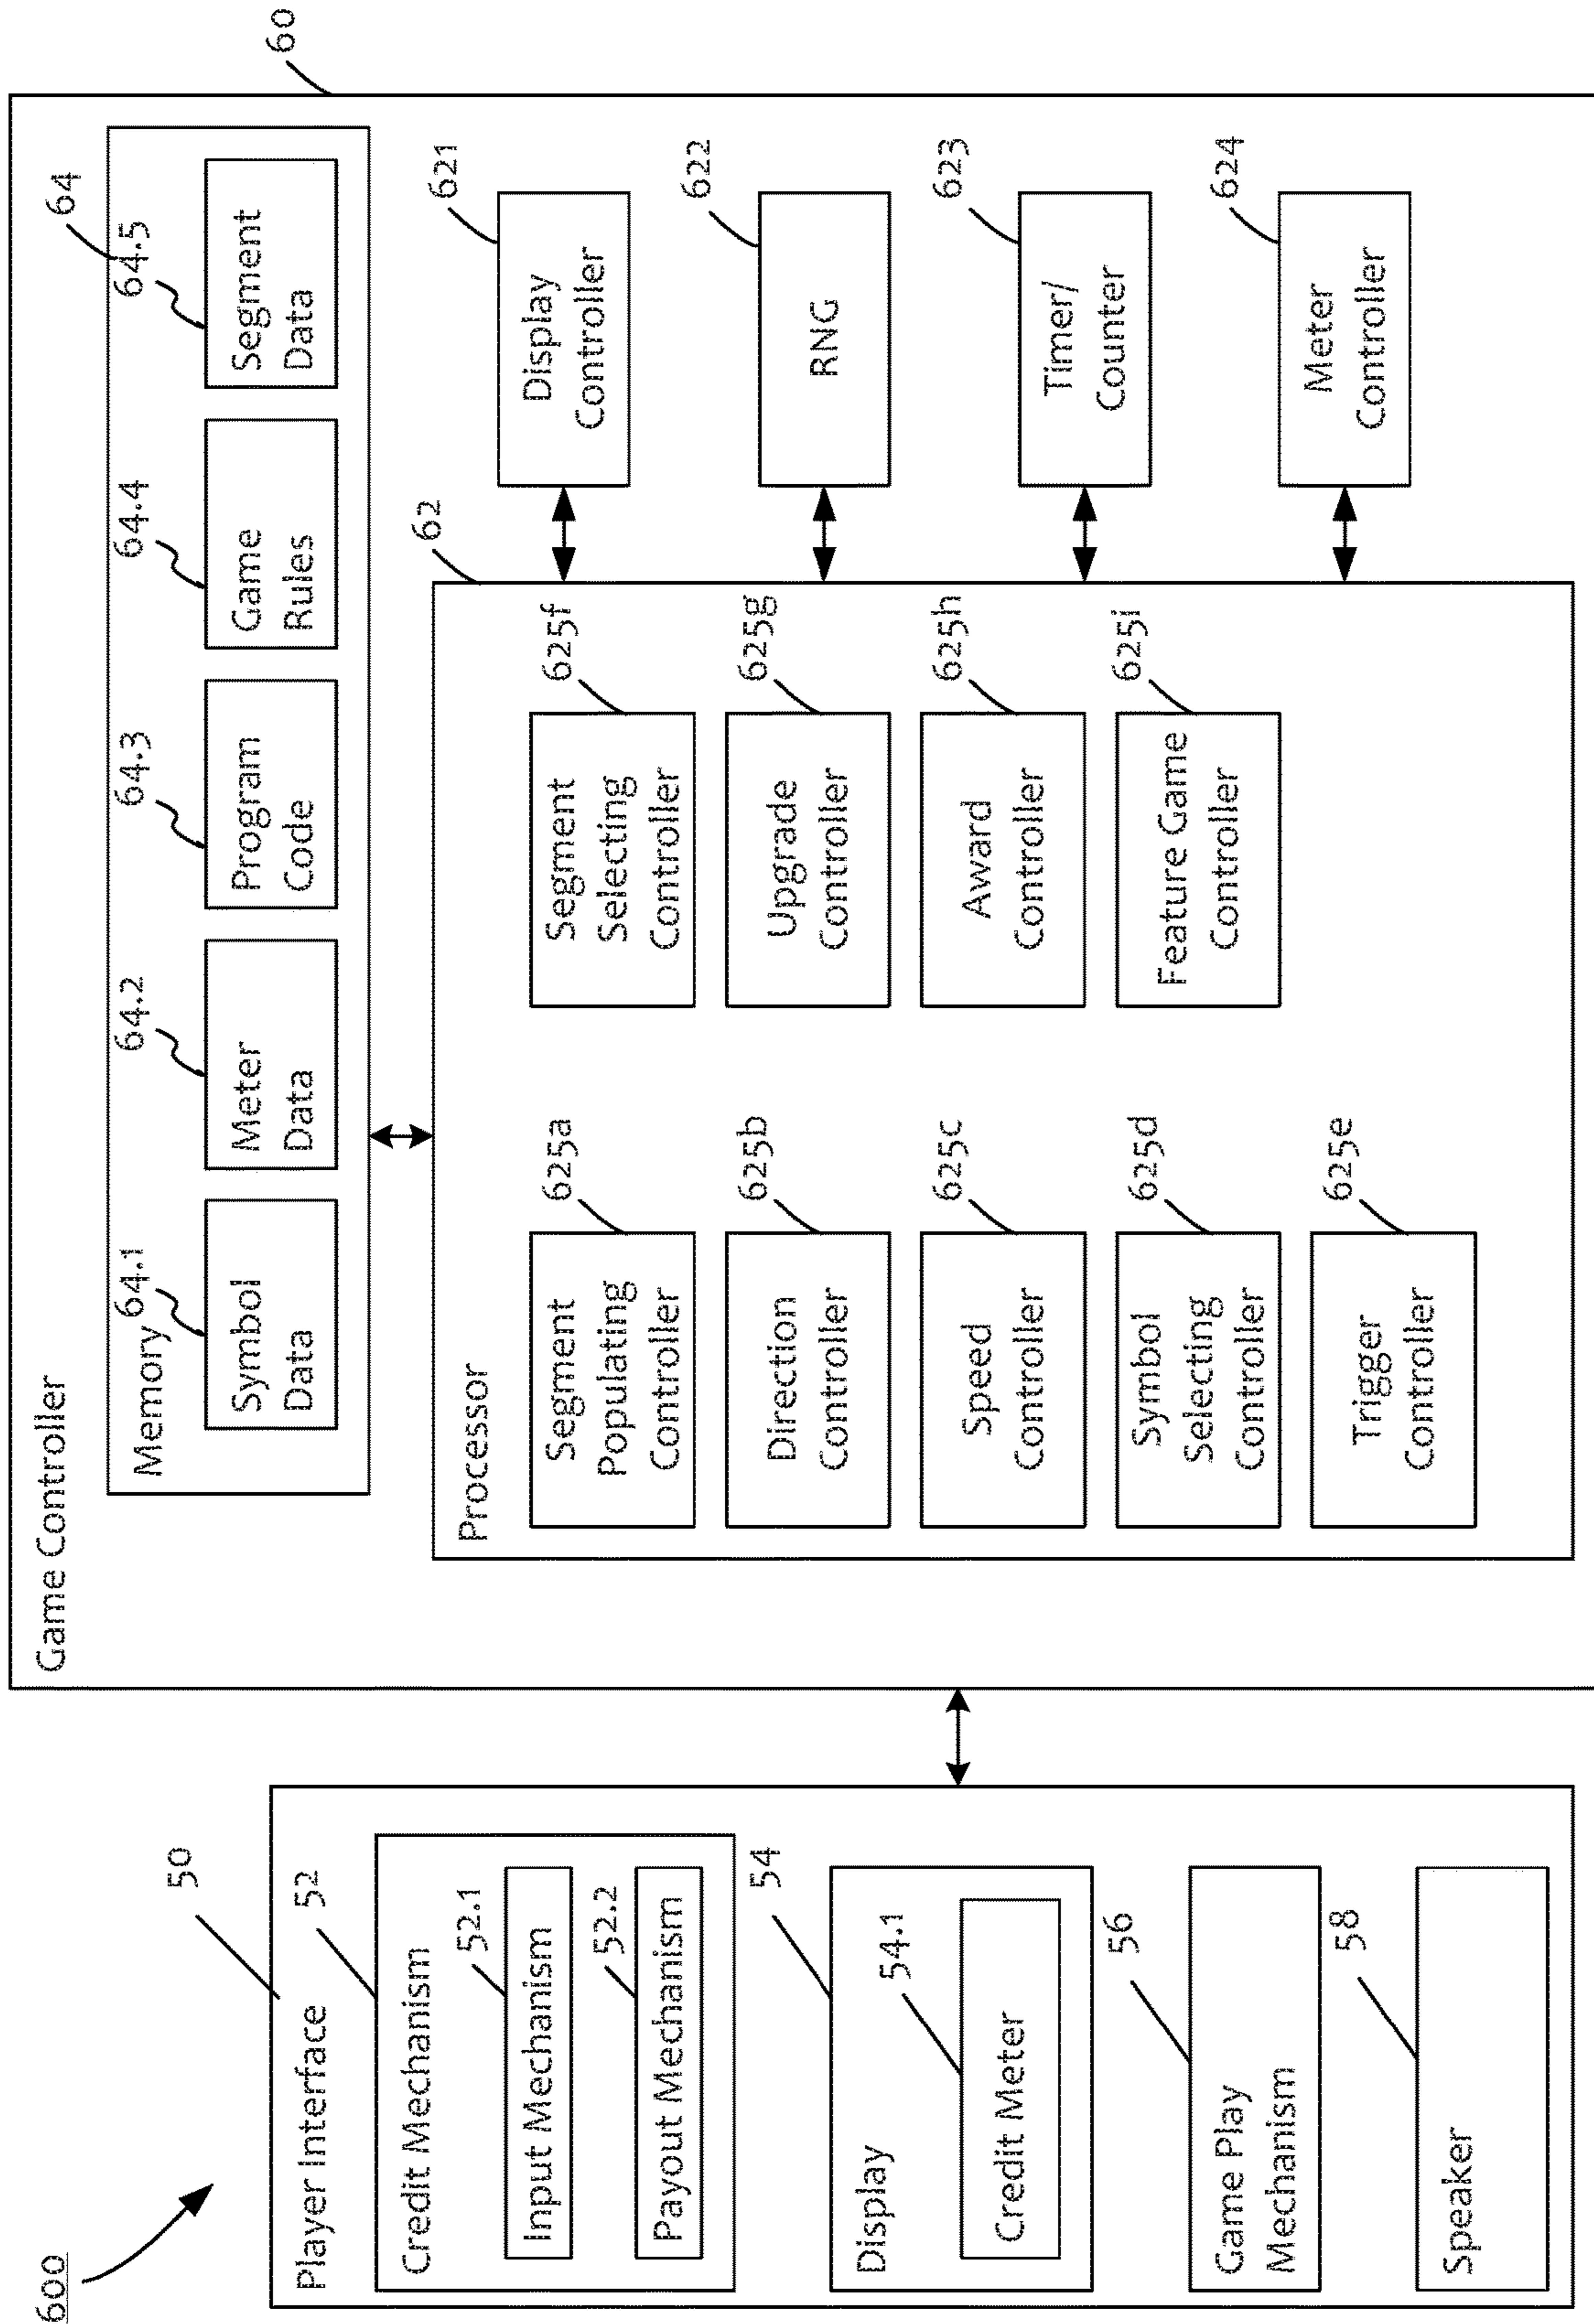 600
Player Interface
50
Credit Mechanism
52
Input Mechanism
52.1
Payout Mechanism
52.2
Display
54
Credit Meter
54.1
Game Play
Mechanism
56
Speaker
58
Game Controller
60
Memory
64
Symbol
Data
64.1
Meter
Data
64.2
Program
Code
64.3
Game
Rules
64.4
Segment
Data
64.5
Processor
62
Segment
Populating
Controller
625a
Direction
Controller
625b
Speed
Controller
625c
Symbol
Selecting
Controller
625d
Trigger
Controller
625e
Segment
Selecting
Controller
625f
Upgrade
Controller
625g
Award
Controller
625h
Feature Game
Controller
625i
Display
Controller
621
RNG
622
Timer/
Counter
623
Meter
Controller
624